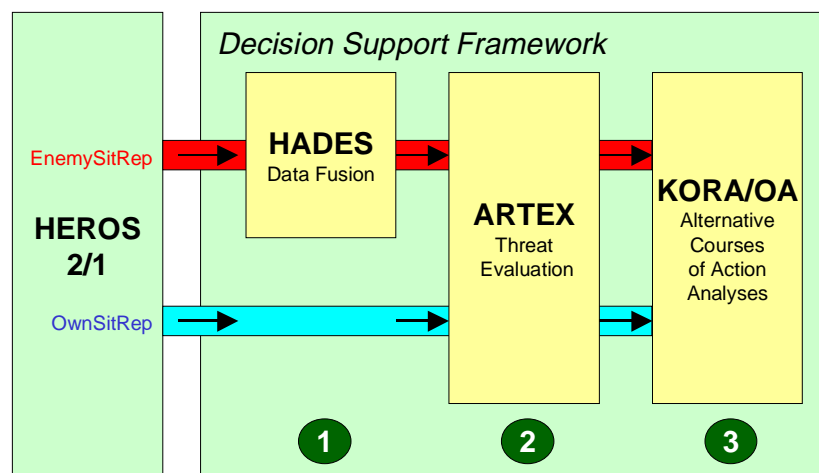 Decision Support Framework
EnemySitRep
HEROS
2/1
OwnSitRep
HADES
Data Fusion
ARTEX
Threat
Evaluation
KORA/OA
Alternative
Courses
of Action
Analyses
1
2
3